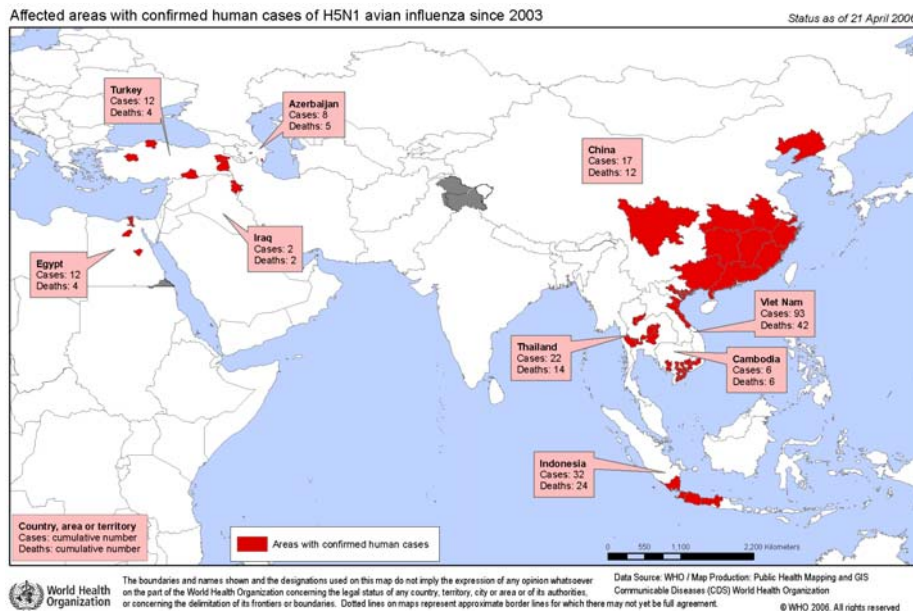 Affected areas with confirmed human cases of H5N1 avian influenza since 2003
Status as of 21 April 2006
Turkey
Cases: 12
Deaths: 4
Azerbaijan
Cases: 8
Deaths: 5
China
Cases: 17
Deaths: 12
Iraq
Cases: 2
Deaths: 2
Egypt
Cases: 12
Deaths: 4
Viet Nam
Cases: 93
Deaths: 42
Thailand
Cases: 22
Deaths: 14
Cambodia
Cases: 6
Deaths: 6
Indonesia
Cases: 32
Deaths: 24
Country, area or territory
Cases: cumulative number
Deaths: cumulative number
Areas with confirmed human cases
0 550 1,100 2,200 Kilometers
World Health
Organization
The boundaries and names shown and the designations used on this map do not imply the expression of any opinion whatsoever
on the part of the World Health Organization concerning the legal status of any country, territory, city or area or of its authorities,
or concerning the delimitation of its frontiers or boundaries. Dotted lines on maps represent approximate border lines for which there may not yet be full agreement.
Data Source: WHO / Map Production: Public Health Mapping and GIS
Communicable Diseases (CDS) World Health Organization
© WHO 2006. All rights reserved